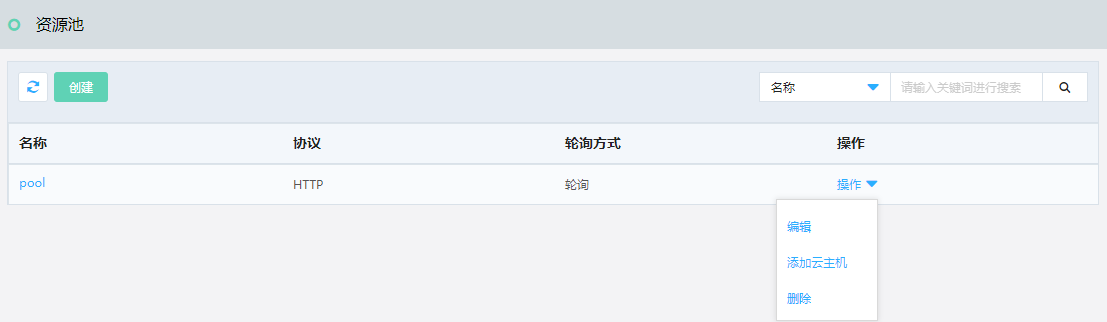 资源池
创建 名称 请输入关键词进行搜索
名称 协议 轮询方式 操作
pool HTTP 轮询 操作
编辑
添加云主机
删除